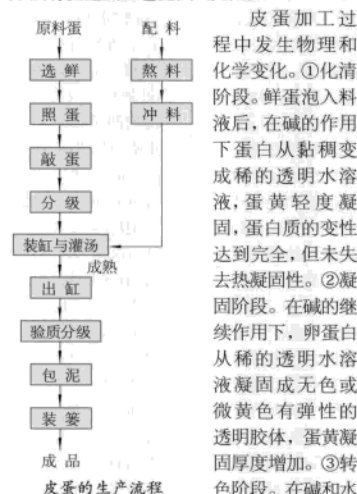 原料蛋 配料
选鲜 熬料
照蛋 冲料
敲蛋
分级
装缸与灌汤
成熟
出缸
验质分级
包泥
装篓
成品
皮蛋的生产流程
皮蛋加工过
程中发生物理和
化学变化。①化清
阶段。鲜蛋泡入料
液后,在碱的作用
下蛋白从黏稠变
成稀的透明水溶
液,蛋黄轻度凝
固,蛋白质的变性
达到完全,但未失
去热凝固性。②凝
固阶段。在碱的继
续作用下,卵蛋白
从稀的透明水溶
液凝固成无色或
微黄色有弹性的
透明胶体,蛋黄凝
固厚度增加。③转
色阶段。在碱和水